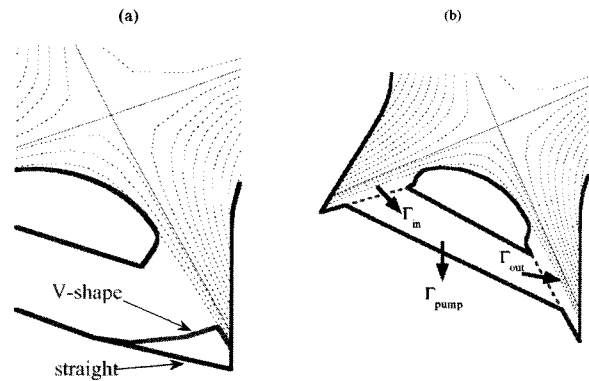 (a)
(b)
V-shape
straight
Γin
Γout
Γpump